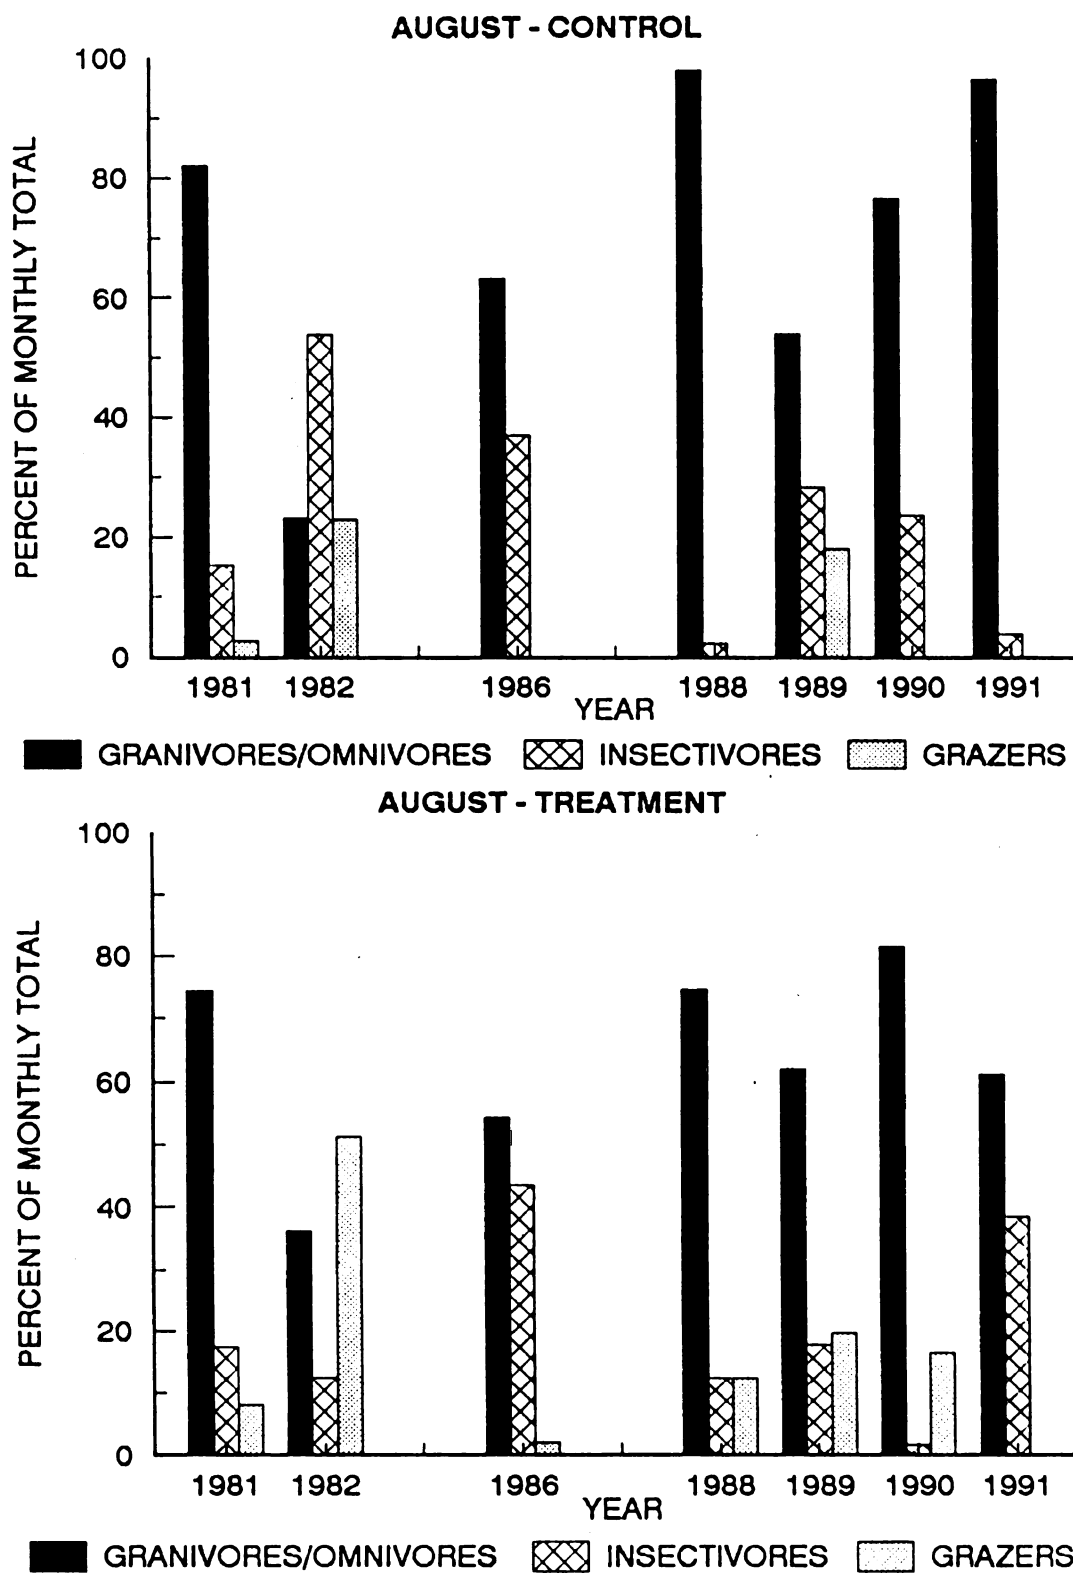 AUGUST - CONTROL
PERCENT OF MONTHLY TOTAL
100
80
60
40
20
0
1981 1982 1986 1988 1989 1990 1991
YEAR
GRANIVORES/OMNIVORES INSECTIVORES GRAZERS
AUGUST - TREATMENT
PERCENT OF MONTHLY TOTAL
100
80
60
40
20
0
1981 1982 1986 1988 1989 1990 1991
YEAR
GRANIVORES/OMNIVORES INSECTIVORES GRAZERS